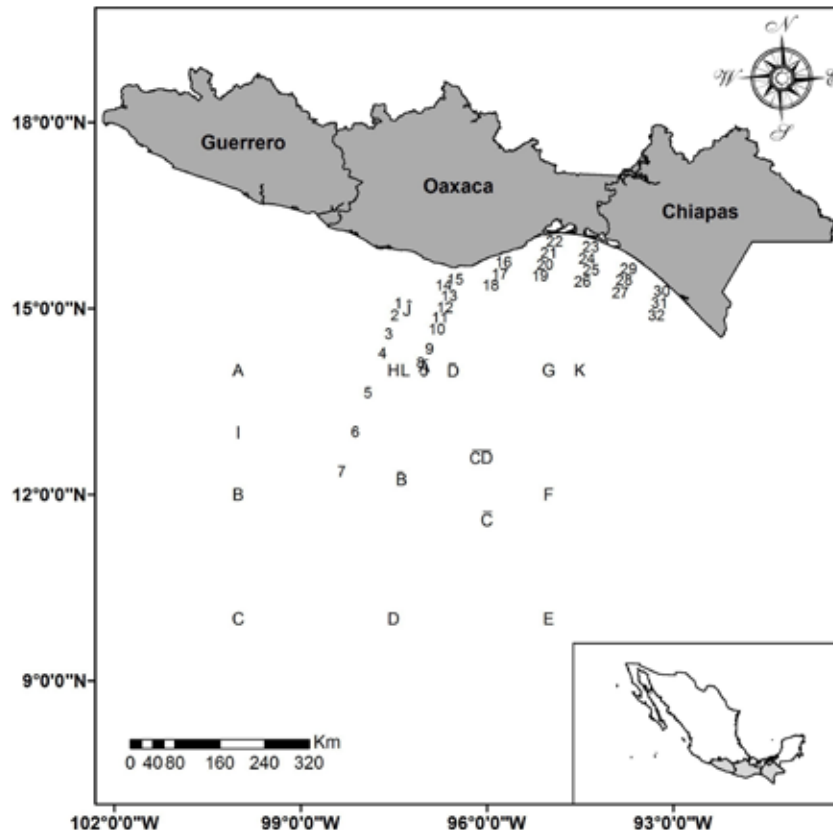 N
W E
S
18°0'0"N
Guerrero
Oaxaca
Chiapas
22 23
21 24
16 20 25 29
15 17 19 26 28
14 18 27 30
13 31
1 J̄ 12 32
15°0'0"N
2 11
3 10
4 9
8
A H L D̄ G K
5
I 6 C̄D̄
7 B̄
12°0'0"N
B F
C̄
C D E
9°0'0"N
Km
0 40 80 160 240 320
102°0'0"W 99°0'0"W 96°0'0"W 93°0'0"W